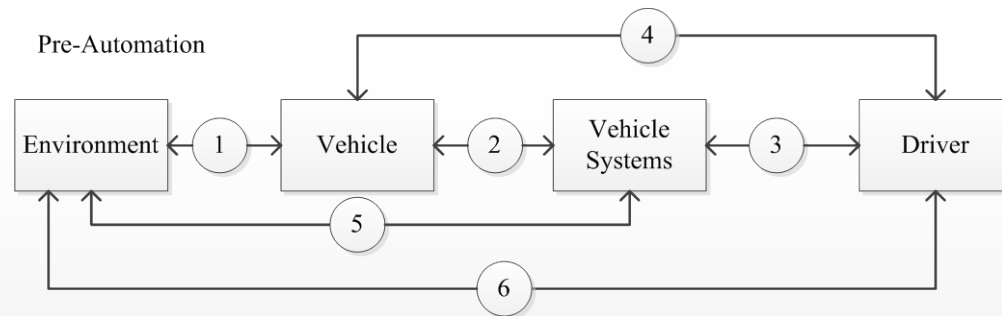 Pre-Automation
4
Environment
1
Vehicle
2
Vehicle
Systems
3
Driver
5
6